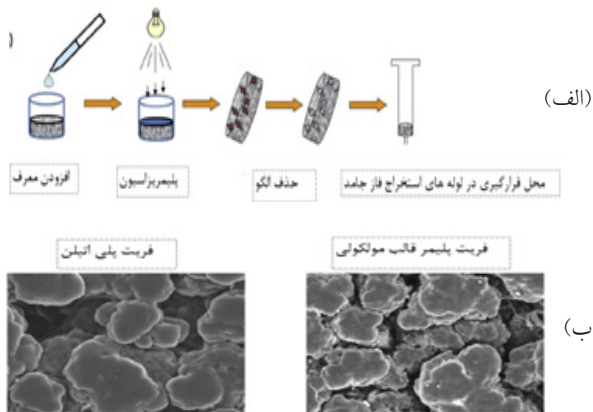 (الف)
افزودن معرف
پلیمریزاسیون
حذف الگو
محل قرارگیری در لوله های استخراج فاز جامد
فریت پلی اتیلن
فریت پلیمر قالب مولکولی
ب)